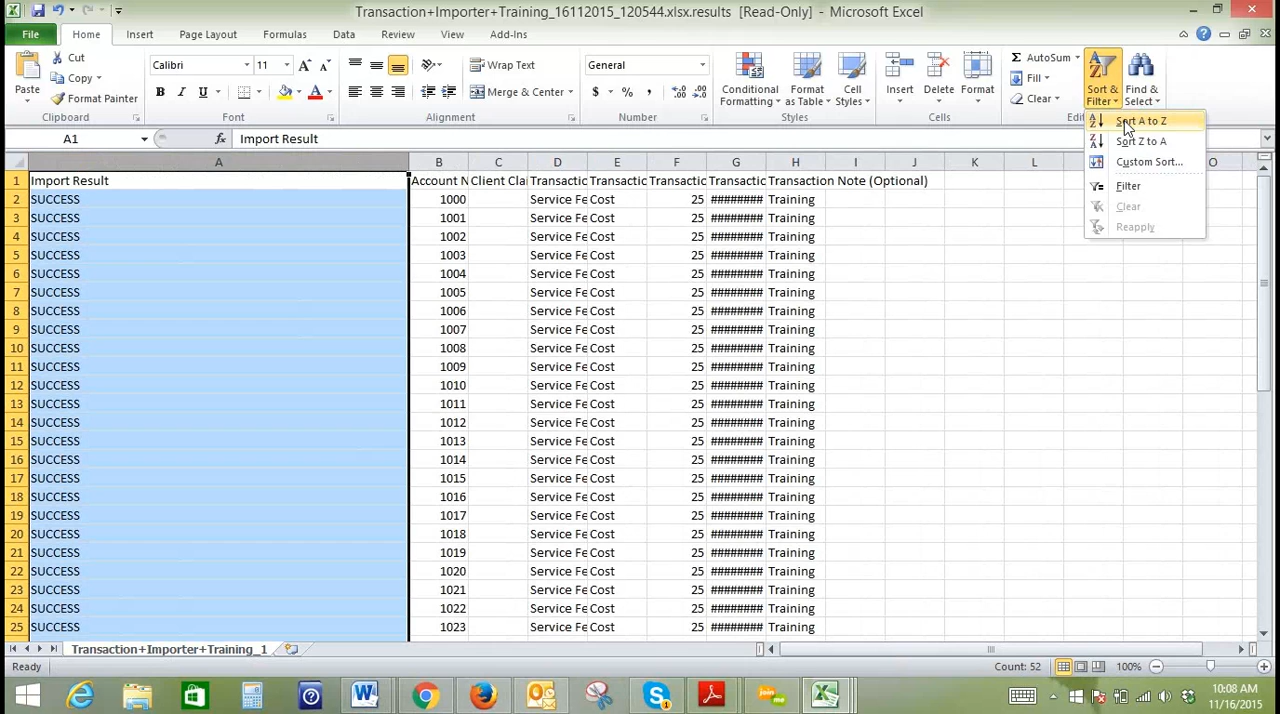 Transaction+Importer+Training_16112015_120544.xlsx.results [Read-Only] - Microsoft Excel
File Home Insert Page Layout Formulas Data Review View Add-Ins
Paste Cut Copy Format Painter Clipboard
Calibri 11 B I U A A A Font
Wrap Text Merge & Center Alignment
General $ % , Number
Conditional Formatting Format as Table Cell Styles Styles
Insert Delete Format Cells
AutoSum Fill Clear Sort & Filter Find & Select Edi
Sort A to Z
Sort Z to A
Custom Sort...
Filter
Clear
Reapply
A1 fx Import Result
A B C D E F G H I J K L O
1 Import Result Account N Client Clai Transactic Transactic Transactic Transactic Transaction Note (Optional)
2 SUCCESS 1000 Service Fe Cost 25 ######## Training
3 SUCCESS 1001 Service Fe Cost 25 ######## Training
4 SUCCESS 1002 Service Fe Cost 25 ######## Training
5 SUCCESS 1003 Service Fe Cost 25 ######## Training
6 SUCCESS 1004 Service Fe Cost 25 ######## Training
7 SUCCESS 1005 Service Fe Cost 25 ######## Training
8 SUCCESS 1006 Service Fe Cost 25 ######## Training
9 SUCCESS 1007 Service Fe Cost 25 ######## Training
10 SUCCESS 1008 Service Fe Cost 25 ######## Training
11 SUCCESS 1009 Service Fe Cost 25 ######## Training
12 SUCCESS 1010 Service Fe Cost 25 ######## Training
13 SUCCESS 1011 Service Fe Cost 25 ######## Training
14 SUCCESS 1012 Service Fe Cost 25 ######## Training
15 SUCCESS 1013 Service Fe Cost 25 ######## Training
16 SUCCESS 1014 Service Fe Cost 25 ######## Training
17 SUCCESS 1015 Service Fe Cost 25 ######## Training
18 SUCCESS 1016 Service Fe Cost 25 ######## Training
19 SUCCESS 1017 Service Fe Cost 25 ######## Training
20 SUCCESS 1018 Service Fe Cost 25 ######## Training
21 SUCCESS 1019 Service Fe Cost 25 ######## Training
22 SUCCESS 1020 Service Fe Cost 25 ######## Training
23 SUCCESS 1021 Service Fe Cost 25 ######## Training
24 SUCCESS 1022 Service Fe Cost 25 ######## Training
25 SUCCESS 1023 Service Fe Cost 25 ######## Training
Transaction+Importer+Training_1
Ready Count: 52 100%
10:08 AM
11/16/2015